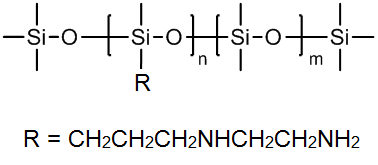 Si—O—[Si—O]n[Si—O]m—Si
R
R = CH2CH2CH2NHCH2CH2NH2